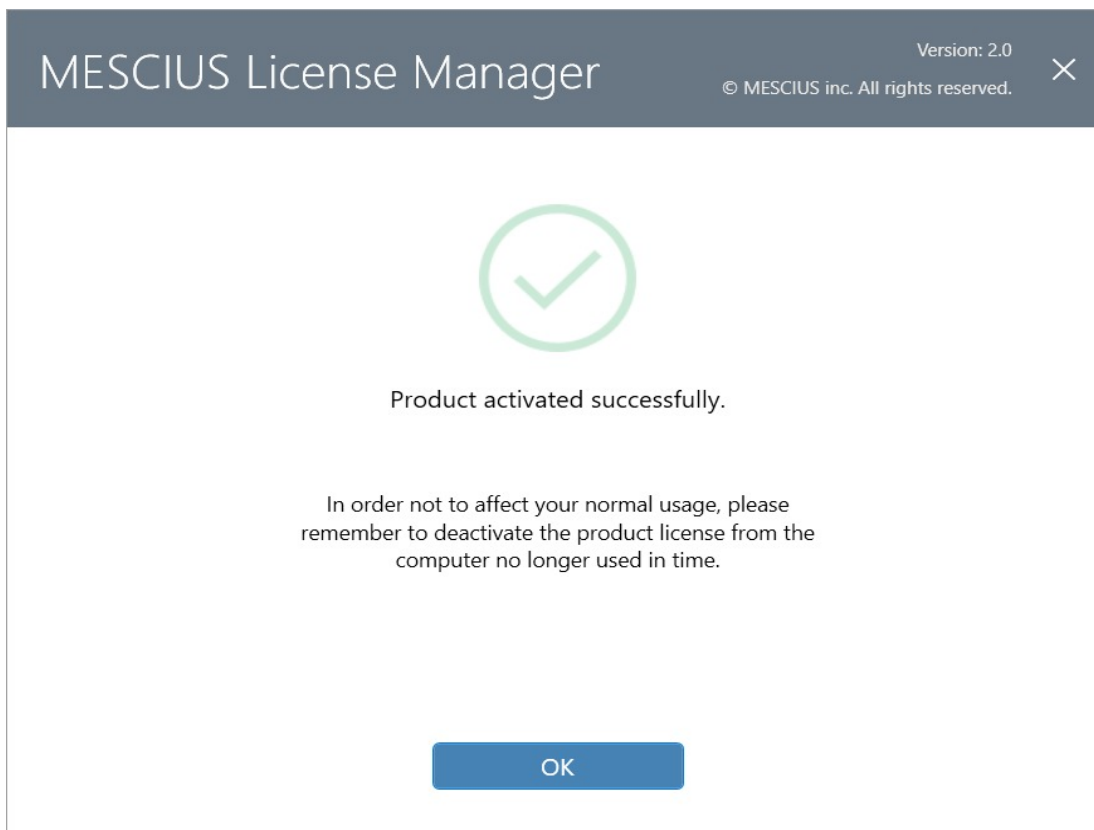 MESCIUS License Manager
Version: 2.0
© MESCIUS inc. All rights reserved.
Product activated successfully.
In order not to affect your normal usage, please
remember to deactivate the product license from the
computer no longer used in time.
OK